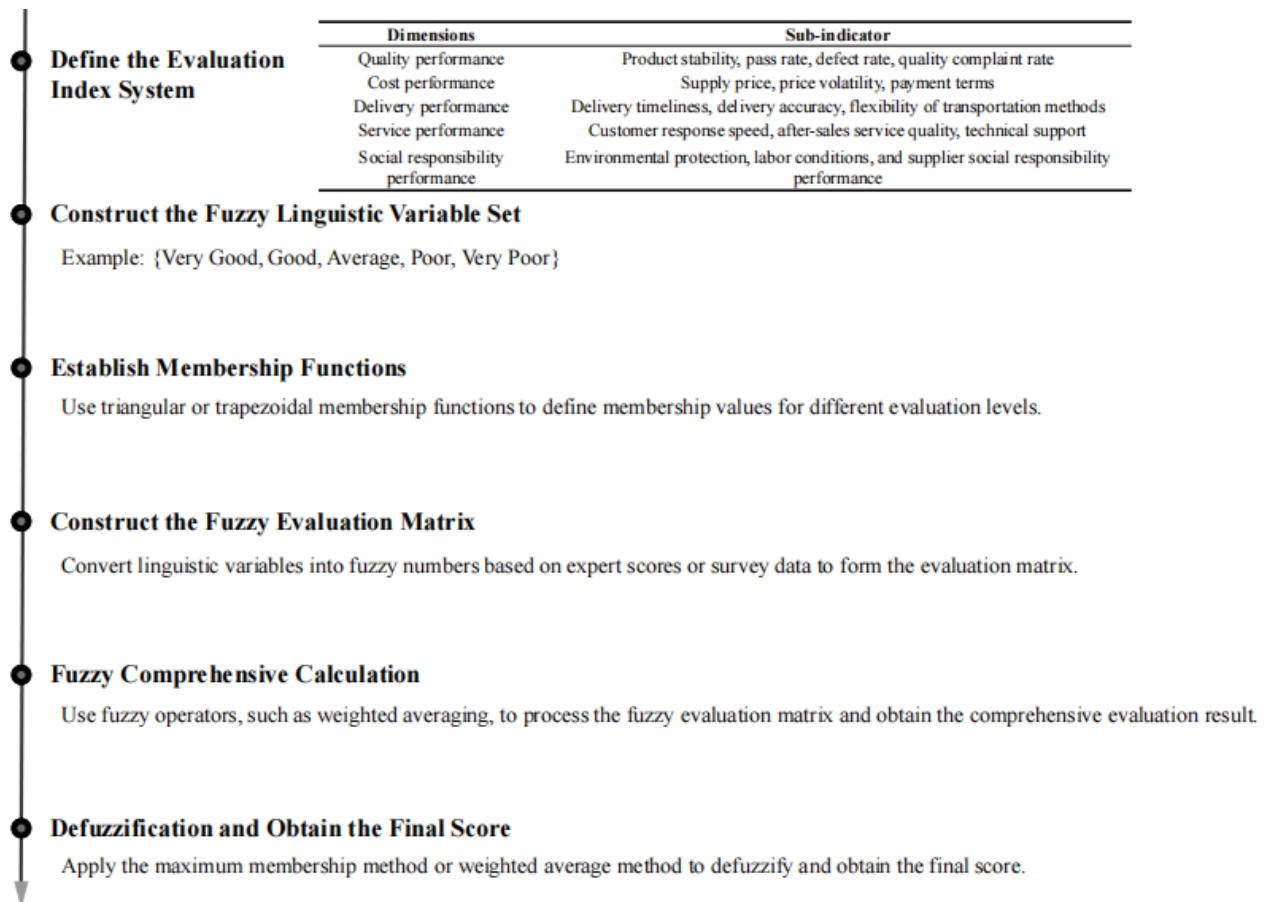 Define the Evaluation
Index System
Dimensions Sub-indicator
Quality performance Product stability, pass rate, defect rate, quality complaint rate
Cost performance Supply price, price volatility, payment terms
Delivery performance Delivery timeliness, delivery accuracy, flexibility of transportation methods
Service performance Customer response speed, after-sales service quality, technical support
Social responsibility Environmental protection, labor conditions, and supplier social responsibility
performance performance
Construct the Fuzzy Linguistic Variable Set
Example: {Very Good, Good, Average, Poor, Very Poor}
Establish Membership Functions
Use triangular or trapezoidal membership functions to define membership values for different evaluation levels.
Construct the Fuzzy Evaluation Matrix
Convert linguistic variables into fuzzy numbers based on expert scores or survey data to form the evaluation matrix.
Fuzzy Comprehensive Calculation
Use fuzzy operators, such as weighted averaging, to process the fuzzy evaluation matrix and obtain the comprehensive evaluation result.
Defuzzification and Obtain the Final Score
Apply the maximum membership method or weighted average method to defuzzify and obtain the final score.